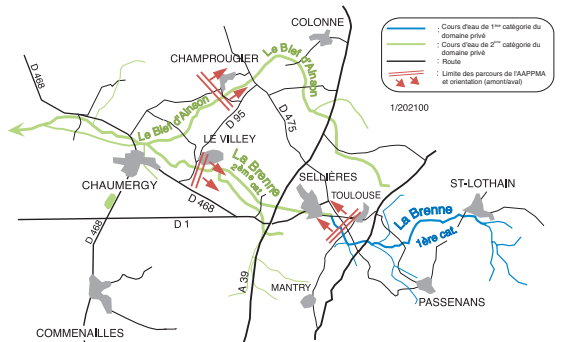 COLONNE
Cours d'eau de 1ère catégorie du
domaine privé
Cours d'eau de 2ème catégorie du
domaine privé
: Route
: Limite des parcours de l'AAPPMA
et orientation (amont/aval)
1/202100
D 468
CHAMPROUGIER
Le Bief d'Ainson
Le Bief d'Ainson
D 95
D 475
LE VILLEY
La Brenne
2ème cat.
CHAUMERGY
D 468
SELLIÈRES
TOULOUSE
ST-LOTHAIN
La Brenne
1ère cat.
D 1
D 468
A 39
MANTRY
PASSENANS
COMMENAILLES